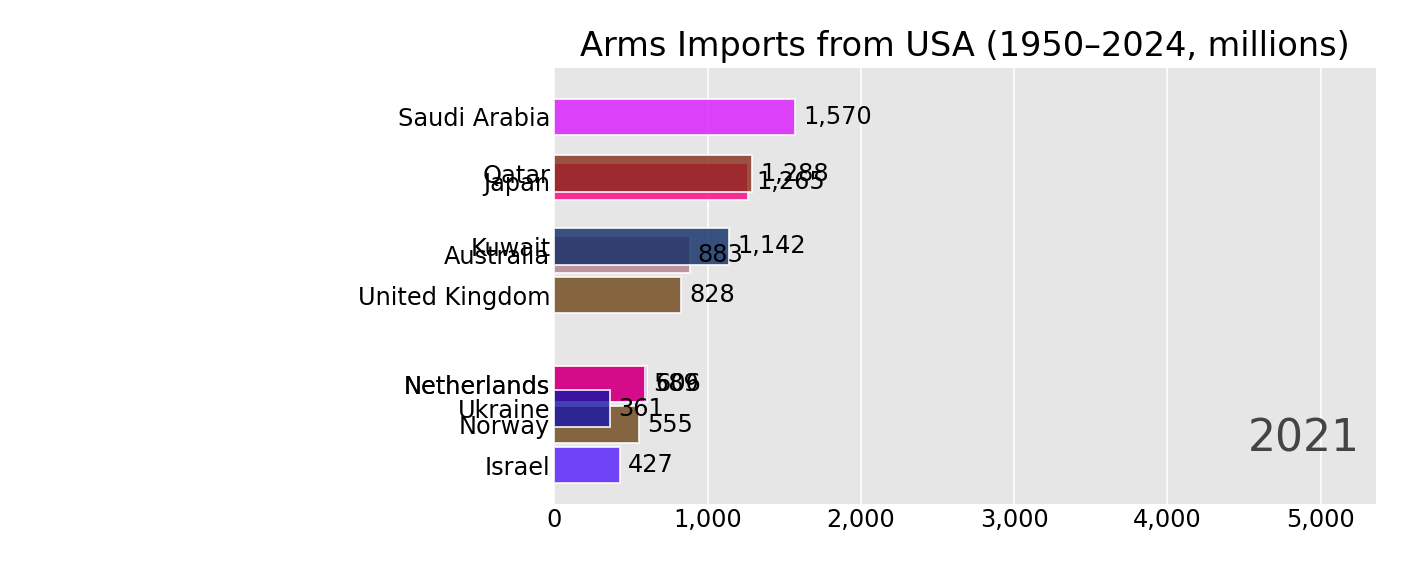 Arms Imports from USA (1950–2024, millions)
Saudi Arabia 1,570
Qatar 1,288
Japan 1,265
Kuwait 1,142
Australia 883
United Kingdom 828
Netherlands
Ukraine 361
Norway 555
Israel 427
2021
0 1,000 2,000 3,000 4,000 5,000